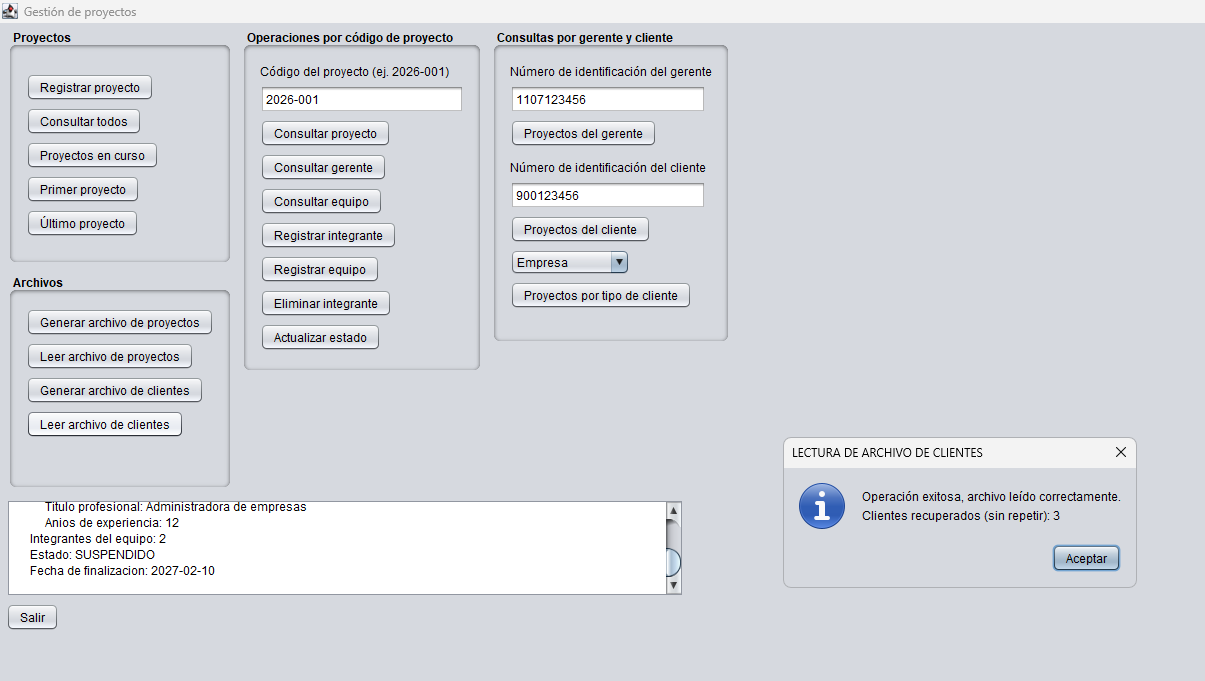 Gestión de proyectos
Proyectos
Registrar proyecto
Consultar todos
Proyectos en curso
Primer proyecto
Último proyecto
Archivos
Generar archivo de proyectos
Leer archivo de proyectos
Generar archivo de clientes
Leer archivo de clientes
Operaciones por código de proyecto
Código del proyecto (ej. 2026-001)
2026-001
Consultar proyecto
Consultar gerente
Consultar equipo
Registrar integrante
Registrar equipo
Eliminar integrante
Actualizar estado
Consultas por gerente y cliente
Número de identificación del gerente
1107123456
Proyectos del gerente
Número de identificación del cliente
900123456
Proyectos del cliente
Empresa
Proyectos por tipo de cliente
Titulo profesional: Administradora de empresas
Anios de experiencia: 12
Integrantes del equipo: 2
Estado: SUSPENDIDO
Fecha de finalizacion: 2027-02-10
Salir
LECTURA DE ARCHIVO DE CLIENTES
Operación exitosa, archivo leído correctamente.
Clientes recuperados (sin repetir): 3
Aceptar